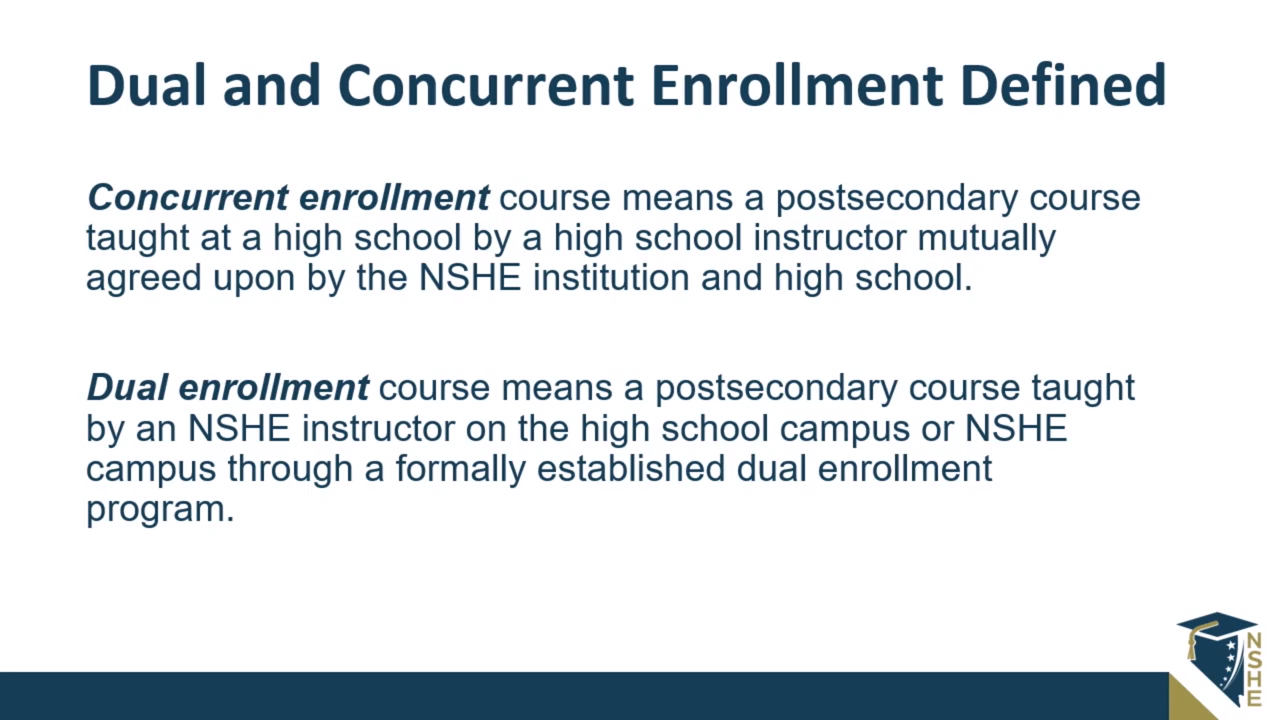 Dual and Concurrent Enrollment Defined
Concurrent enrollment course means a postsecondary course
taught at a high school by a high school instructor mutually
agreed upon by the NSHE institution and high school.
Dual enrollment course means a postsecondary course taught
by an NSHE instructor on the high school campus or NSHE
campus through a formally established dual enrollment
program.
NSHE